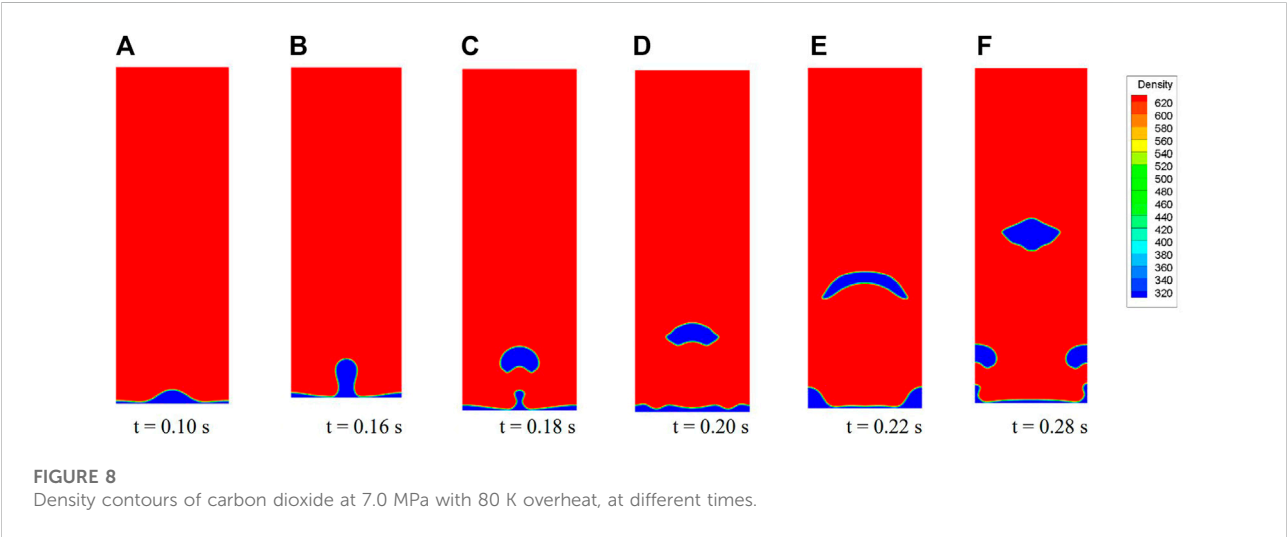 A
B
C
D
E
F
Density
620
600
580
560
540
520
500
480
460
440
420
400
380
360
340
320
t = 0.10 s
t = 0.16 s
t = 0.18 s
t = 0.20 s
t = 0.22 s
t = 0.28 s
FIGURE 8
Density contours of carbon dioxide at 7.0 MPa with 80 K overheat, at different times.